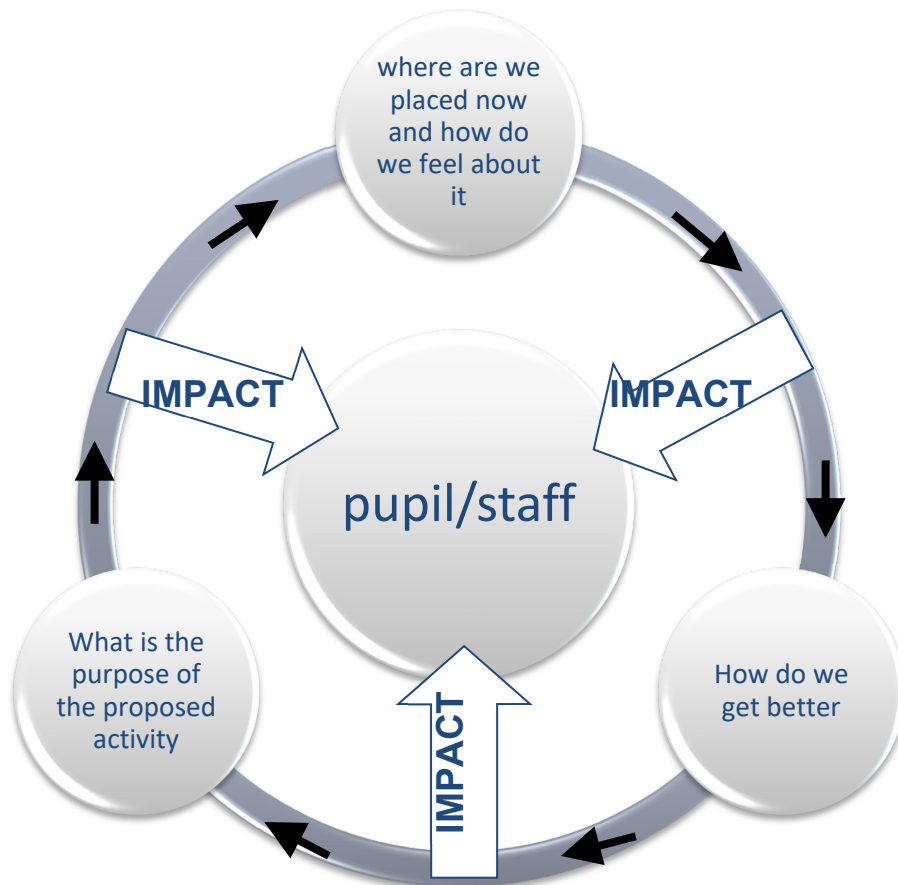 where are we
placed now
and how do
we feel about
it
IMPACT
IMPACT
pupil/staff
What is the
purpose of
the proposed
activity
How do we
get better
IMPACT